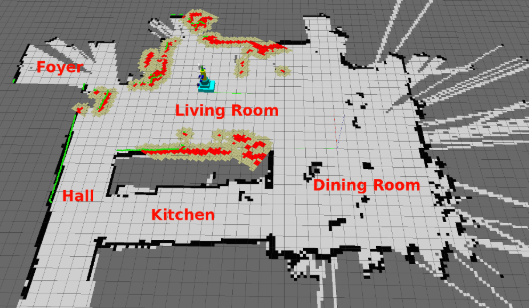 Foyer
Living Room
Hall
Dining Room
Kitchen